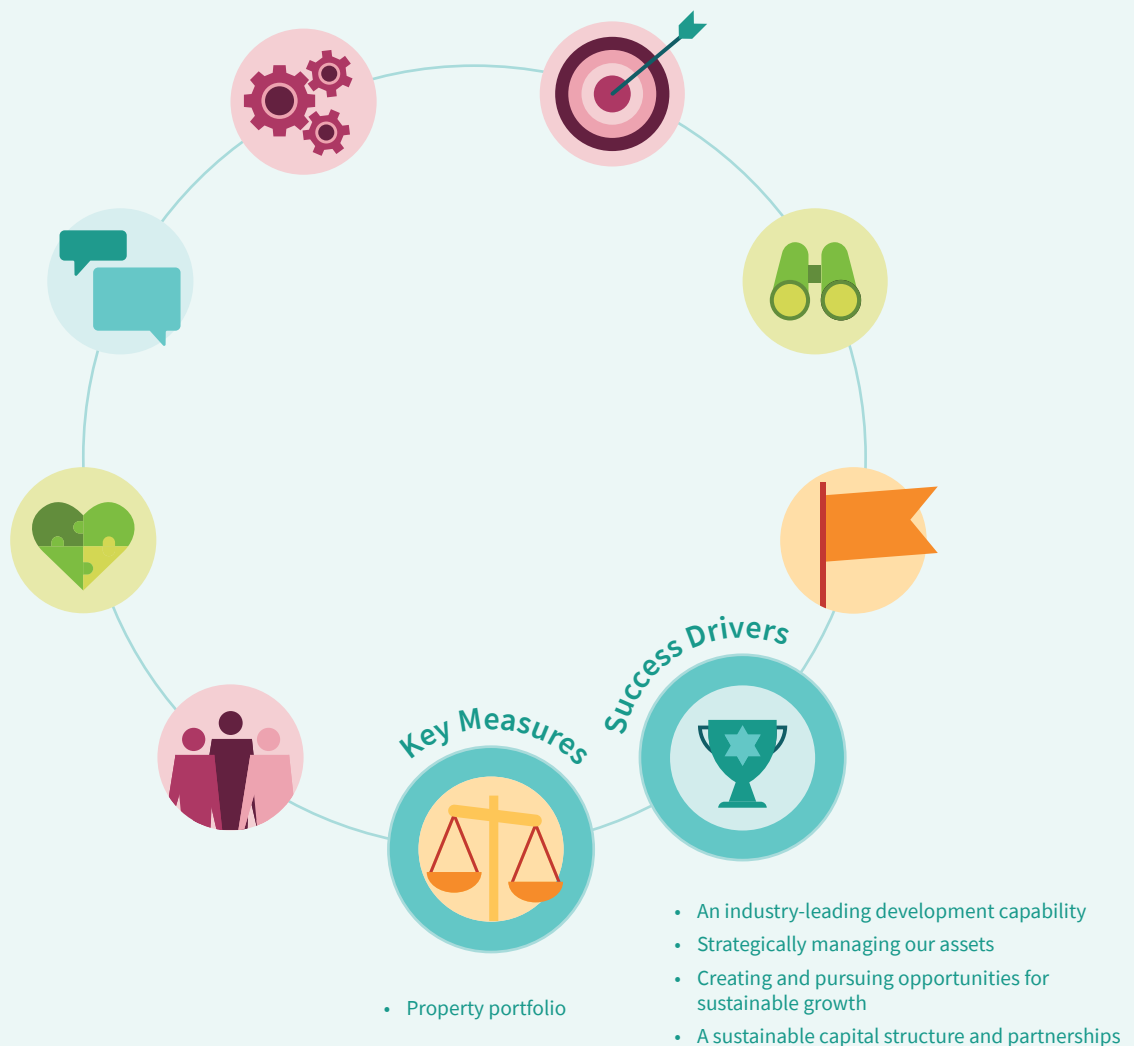 Success Drivers
Key Measures
• An industry-leading development capability
• Strategically managing our assets
• Creating and pursuing opportunities for
sustainable growth
• A sustainable capital structure and partnerships
• Property portfolio